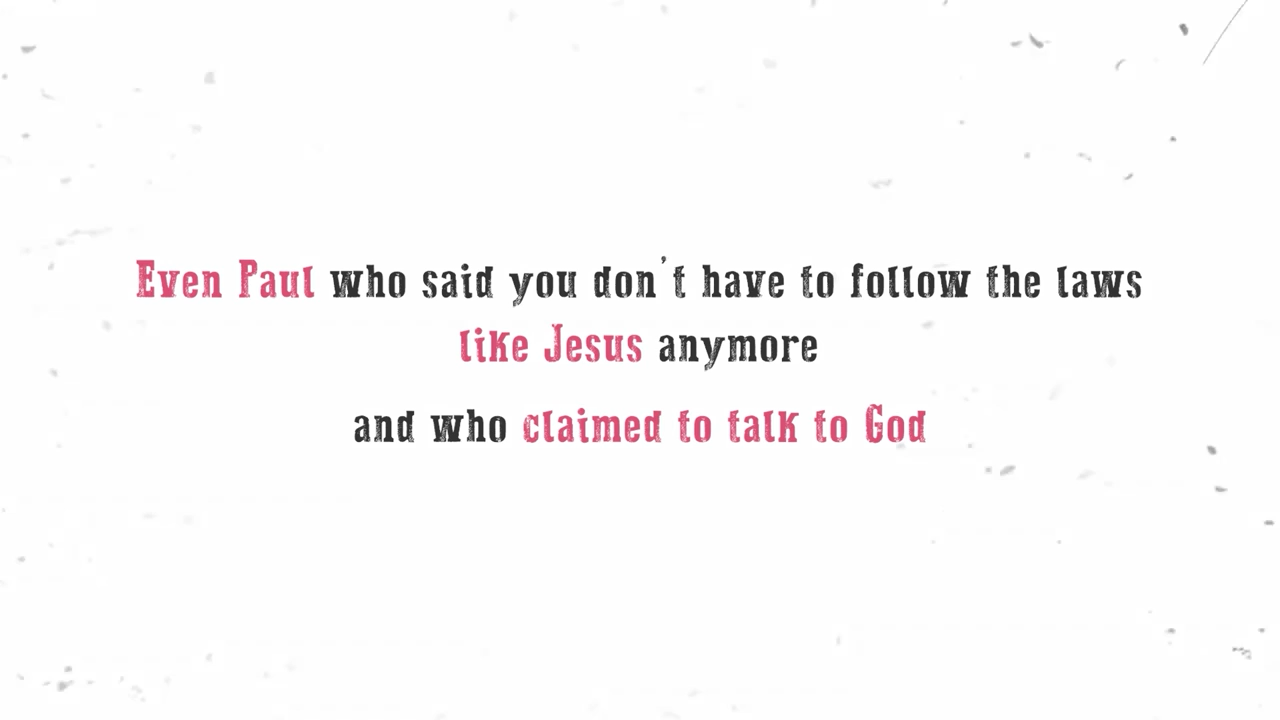 Even Paul who said you don't have to follow the laws
like Jesus anymore
and who claimed to talk to God